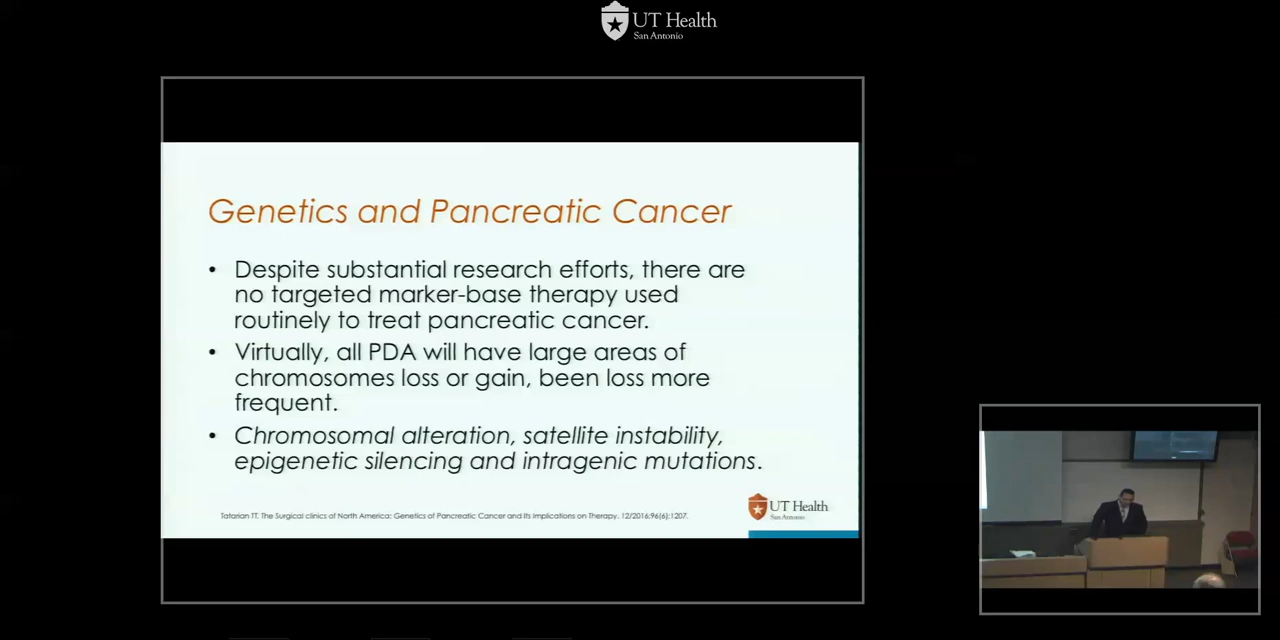 UT Health
San Antonio
Genetics and Pancreatic Cancer
• Despite substantial research efforts, there are
no targeted marker-base therapy used
routinely to treat pancreatic cancer.
• Virtually, all PDA will have large areas of
chromosomes loss or gain, been loss more
frequent.
• Chromosomal alteration, satellite instability,
epigenetic silencing and intragenic mutations.
Tatarian TT. The Surgical clinics of North America: Genetics of Pancreatic Cancer and Its Implications on Therapy. 12/2016;96(6):1207.
UT Health
San Antonio